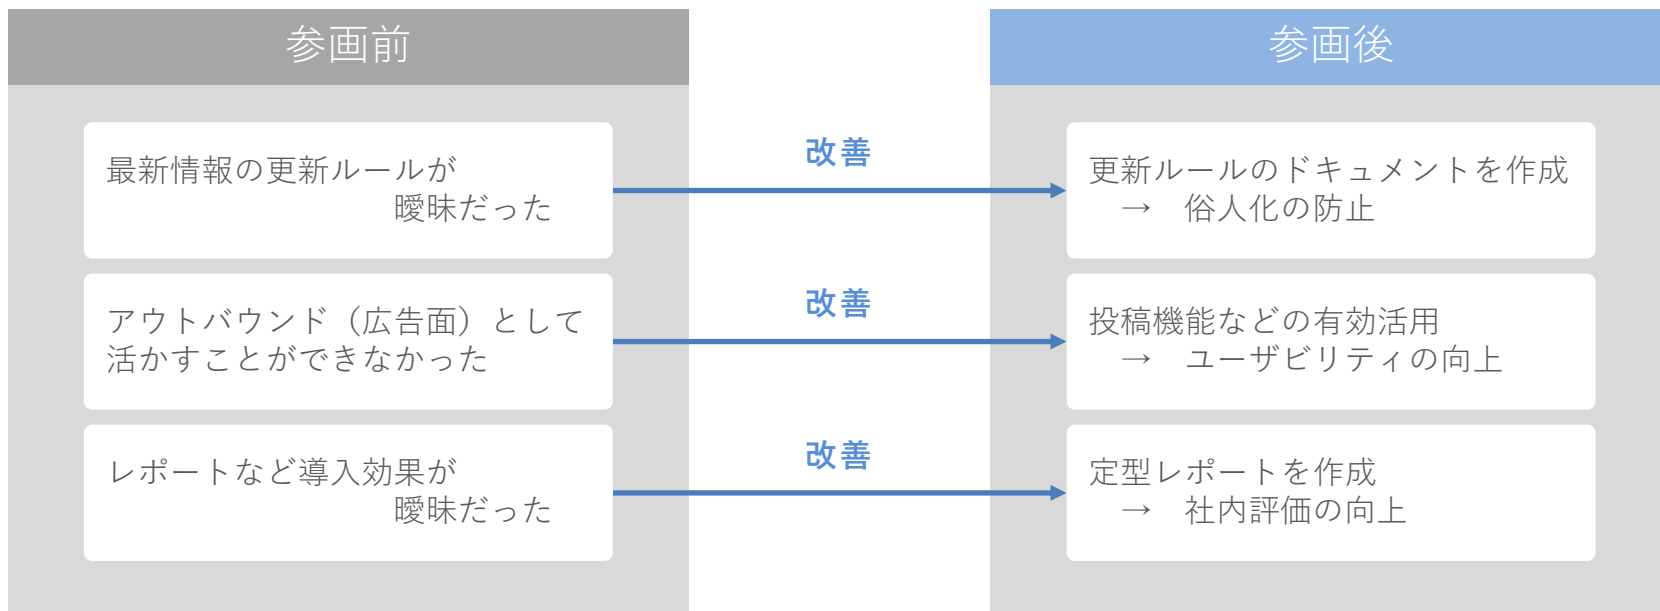 参画前
参画後
最新情報の更新ルールが
曖昧だった
改善
更新ルールのドキュメントを作成
→　俗人化の防止
アウトバウンド（広告面）として
活かすことができなかった
改善
投稿機能などの有効活用
→　ユーザビリティの向上
レポートなど導入効果が
曖昧だった
改善
定型レポートを作成
→　社内評価の向上